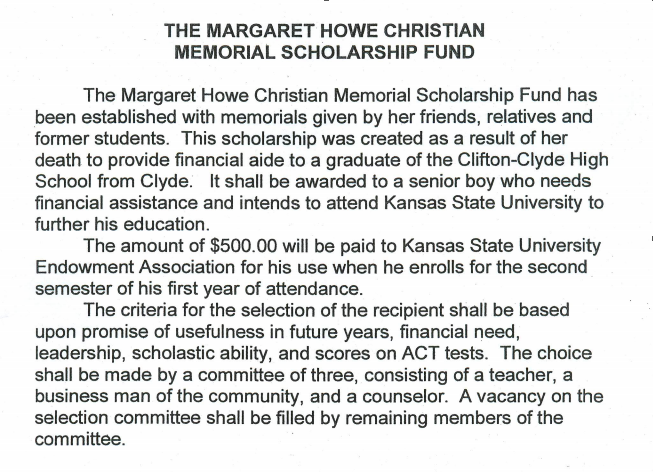 THE MARGARET HOWE CHRISTIAN
MEMORIAL SCHOLARSHIP FUND
The Margaret Howe Christian Memorial Scholarship Fund has
been established with memorials given by her friends, relatives and
former students. This scholarship was created as a result of her
death to provide financial aide to a graduate of the Clifton-Clyde High
School from Clyde. It shall be awarded to a senior boy who needs
financial assistance and intends to attend Kansas State University to
further his education.
The amount of $500.00 will be paid to Kansas State University
Endowment Association for his use when he enrolls for the second
semester of his first year of attendance.
The criteria for the selection of the recipient shall be based
upon promise of usefulness in future years, financial need,
leadership, scholastic ability, and scores on ACT tests. The choice
shall be made by a committee of three, consisting of a teacher, a
business man of the community, and a counselor. A vacancy on the
selection committee shall be filled by remaining members of the
committee.